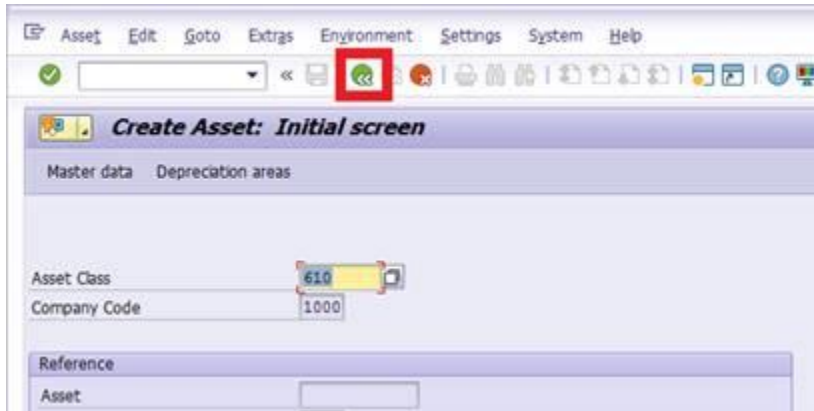 Asset Edit Goto Extras Environment Settings System Help
Create Asset: Initial screen
Master data Depreciation areas
Asset Class 610
Company Code 1000
Reference
Asset